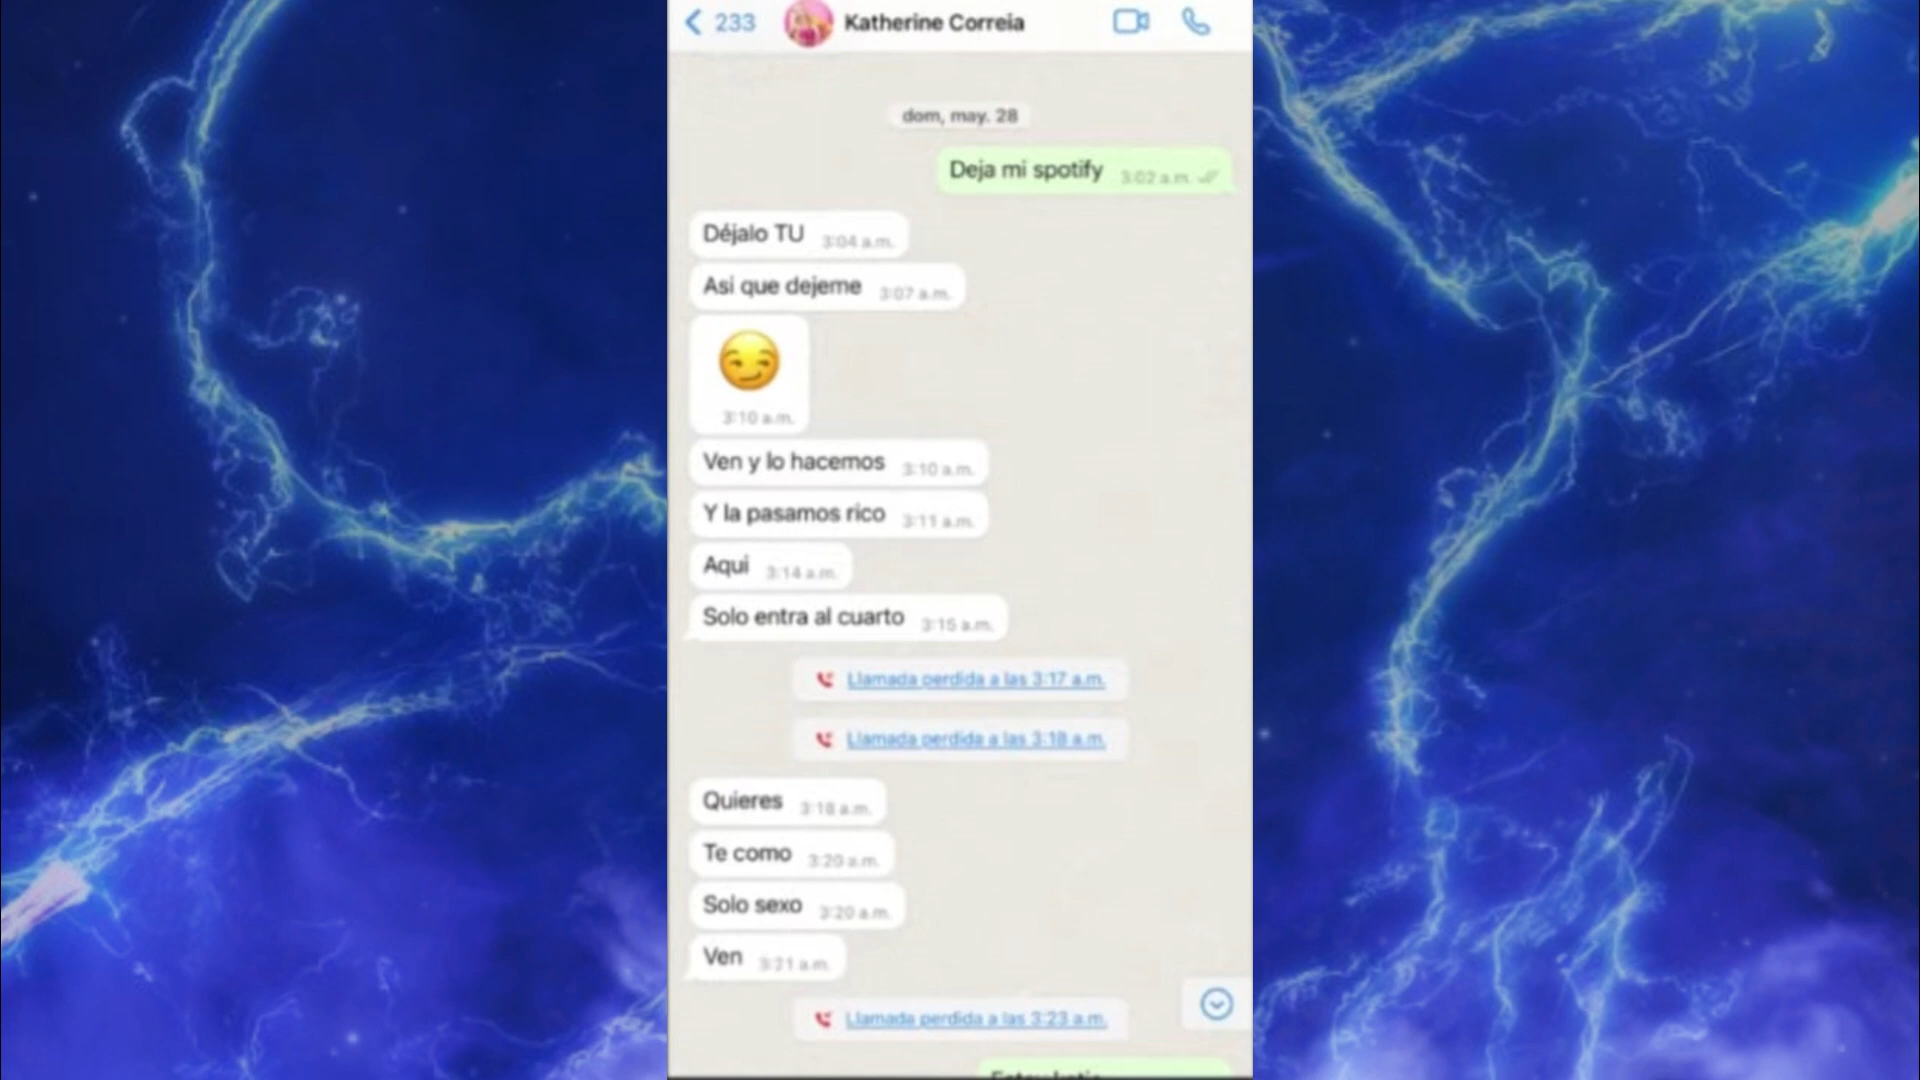 233
Katherine Correia
dom, may. 28
Deja mi spotify 3:02 a.m.
Déjalo TU 3:04 a.m.
Asi que dejeme 3:07 a.m.
3:10 a.m.
Ven y lo hacemos 3:10 a.m.
Y la pasamos rico 3:11 a.m.
Aqui 3:14 a.m.
Solo entra al cuarto 3:15 a.m.
Llamada perdida a las 3:17 a.m.
Llamada perdida a las 3:18 a.m.
Quieres 3:18 a.m.
Te como 3:20 a.m.
Solo sexo 3:20 a.m.
Ven 3:21 a.m.
Llamada perdida a las 3:23 a.m.